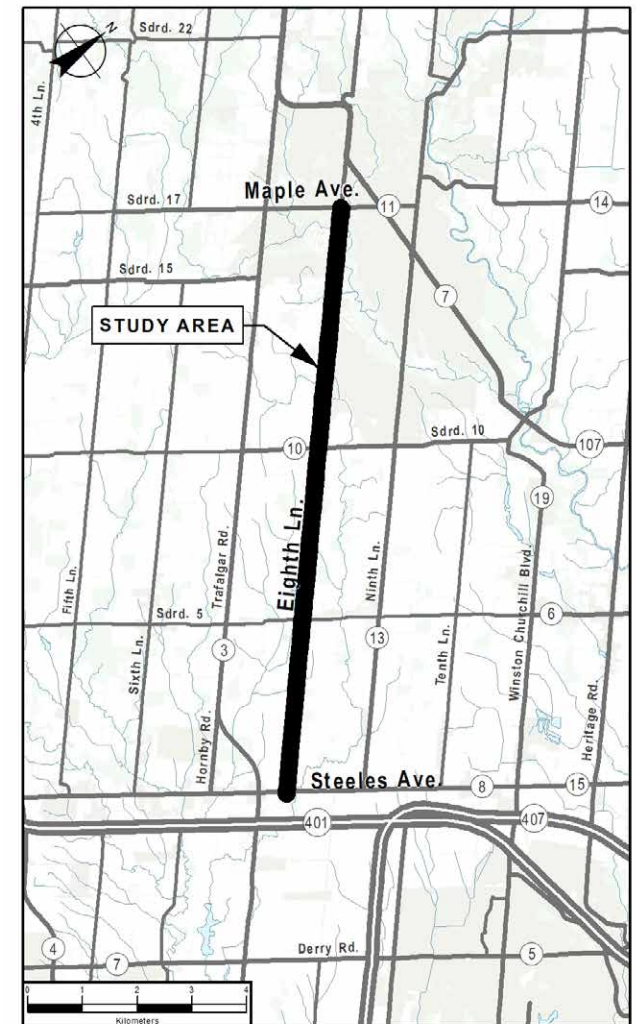 Sdrd. 22
N
4th Ln.
Sdrd. 17
Maple Ave.
11
14
Sdrd. 15
7
STUDY AREA
10
Sdrd. 10
107
19
Eighth Ln.
Fifth Ln.
Sixth Ln.
Trafalgar Rd.
Ninth Ln.
Tenth Ln.
Winston Churchill Blvd.
Sdrd. 5
6
3
13
Hornby Rd.
Heritage Rd.
Steeles Ave.
8
15
401
407
4
7
Derry Rd.
5
0 1 2 3 4
Kilometers